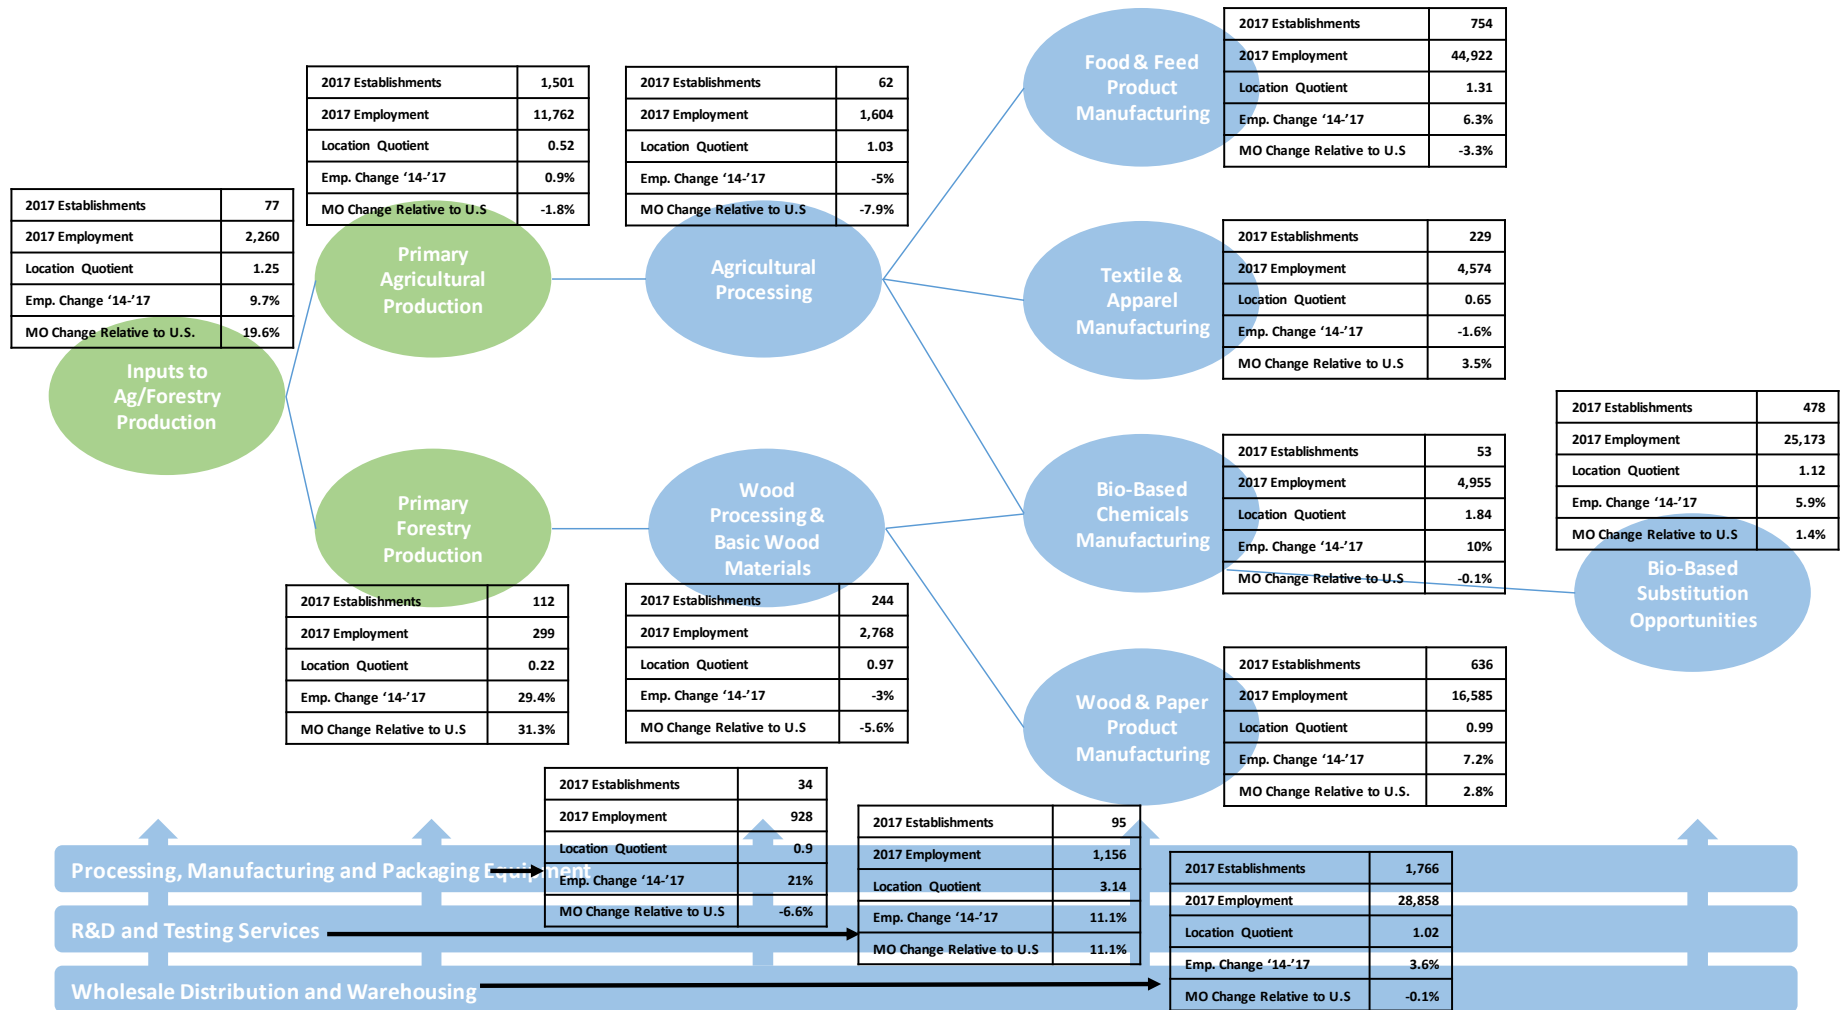 2017 Establishments 754
2017 Employment 44,922
Location Quotient 1.31
Emp. Change ‘14-’17 6.3%
MO Change Relative to U.S -3.3%
Food & Feed
Product
Manufacturing
2017 Establishments 1,501
2017 Employment 11,762
Location Quotient 0.52
Emp. Change ‘14-’17 0.9%
MO Change Relative to U.S -1.8%
Primary
Agricultural
Production
2017 Establishments 62
2017 Employment 1,604
Location Quotient 1.03
Emp. Change ‘14-’17 -5%
MO Change Relative to U.S -7.9%
Agricultural
Processing
2017 Establishments 77
2017 Employment 2,260
Location Quotient 1.25
Emp. Change ‘14-’17 9.7%
MO Change Relative to U.S. 19.6%
Inputs to
Ag/Forestry
Production
2017 Establishments 229
2017 Employment 4,574
Location Quotient 0.65
Emp. Change ‘14-’17 -1.6%
MO Change Relative to U.S 3.5%
Textile &
Apparel
Manufacturing
2017 Establishments 478
2017 Employment 25,173
Location Quotient 1.12
Emp. Change ‘14-’17 5.9%
MO Change Relative to U.S 1.4%
Bio-Based
Substitution
Opportunities
2017 Establishments 53
2017 Employment 4,955
Location Quotient 1.84
Emp. Change ‘14-’17 10%
MO Change Relative to U.S -0.1%
Bio-Based
Chemicals
Manufacturing
Primary
Forestry
Production
2017 Establishments 112
2017 Employment 299
Location Quotient 0.22
Emp. Change ‘14-’17 29.4%
MO Change Relative to U.S 31.3%
Wood
Processing &
Basic Wood
Materials
2017 Establishments 244
2017 Employment 2,768
Location Quotient 0.97
Emp. Change ‘14-’17 -3%
MO Change Relative to U.S -5.6%
2017 Establishments 636
2017 Employment 16,585
Location Quotient 0.99
Emp. Change ‘14-’17 7.2%
MO Change Relative to U.S. 2.8%
Wood & Paper
Product
Manufacturing
Processing, Manufacturing and Packaging Equipment
2017 Establishments 34
2017 Employment 928
Location Quotient 0.9
Emp. Change ‘14-’17 21%
MO Change Relative to U.S -6.6%
R&D and Testing Services
2017 Establishments 95
2017 Employment 1,156
Location Quotient 3.14
Emp. Change ‘14-’17 11.1%
MO Change Relative to U.S 11.1%
Wholesale Distribution and Warehousing
2017 Establishments 1,766
2017 Employment 28,858
Location Quotient 1.02
Emp. Change ‘14-’17 3.6%
MO Change Relative to U.S -0.1%